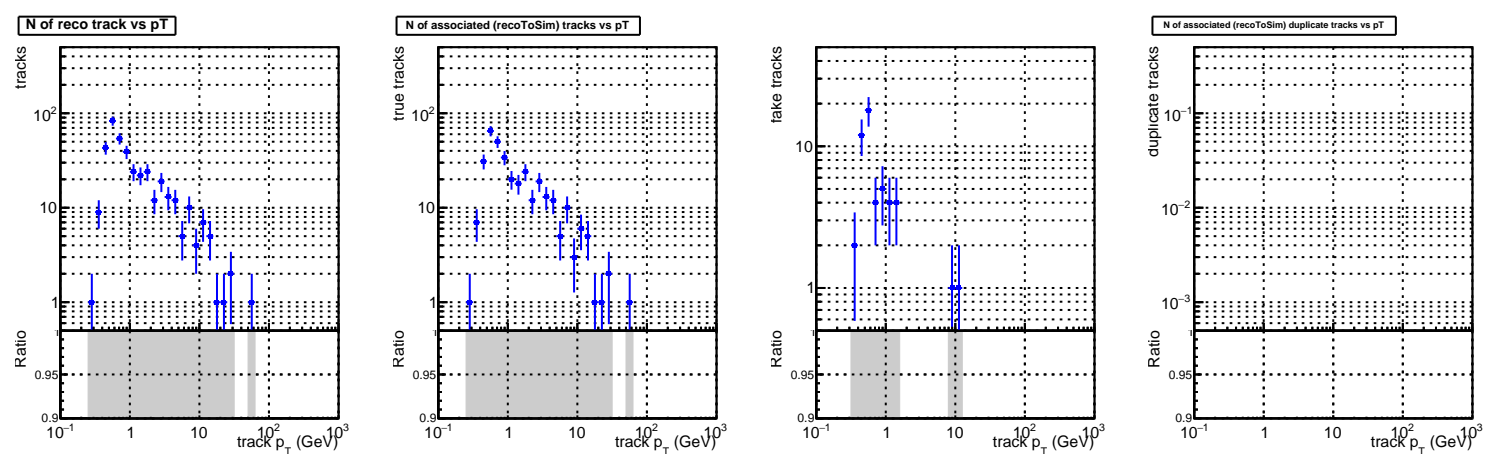 N of reco track vs pT
tracks
10²
10
1
Ratio
1
0.95
0.9
10⁻¹ 1 10 10² 10³
track p_T (GeV)
N of associated (recoToSim) tracks vs pT
true tracks
10²
10
1
Ratio
1
0.95
0.9
10⁻¹ 1 10 10² 10³
track p_T (GeV)
fake tracks
10
1
Ratio
1
0.95
0.9
10⁻¹ 1 10 10² 10³
track p_T (GeV)
N of associated (recoToSim) duplicate tracks vs pT
duplicate tracks
10⁻¹
10⁻²
10⁻³
Ratio
1
0.95
0.9
10⁻¹ 1 10 10² 10³
track p_T (GeV)